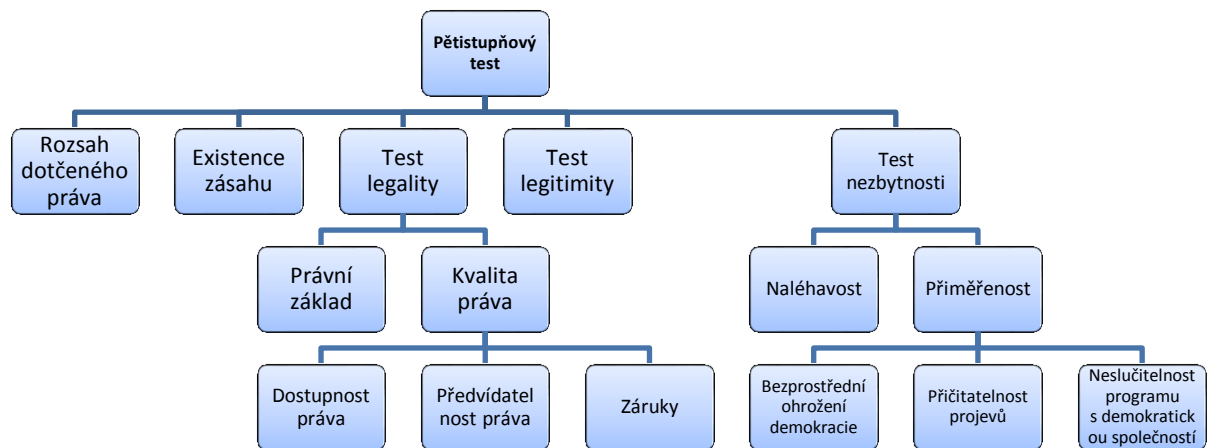 Pětistupňový
test
Rozsah
dotčeného
práva
Existence
zásahu
Test
legality
Test
legitimity
Test
nezbytnosti
Právní
základ
Kvalita
práva
Naléhavost
Přiměřenost
Dostupnost
práva
Předvídatel
nost práva
Záruky
Bezprostřední
ohrožení
demokracie
Přičitatelnost
projevů
Neslučitelnost
programu
s demokratick
ou společností